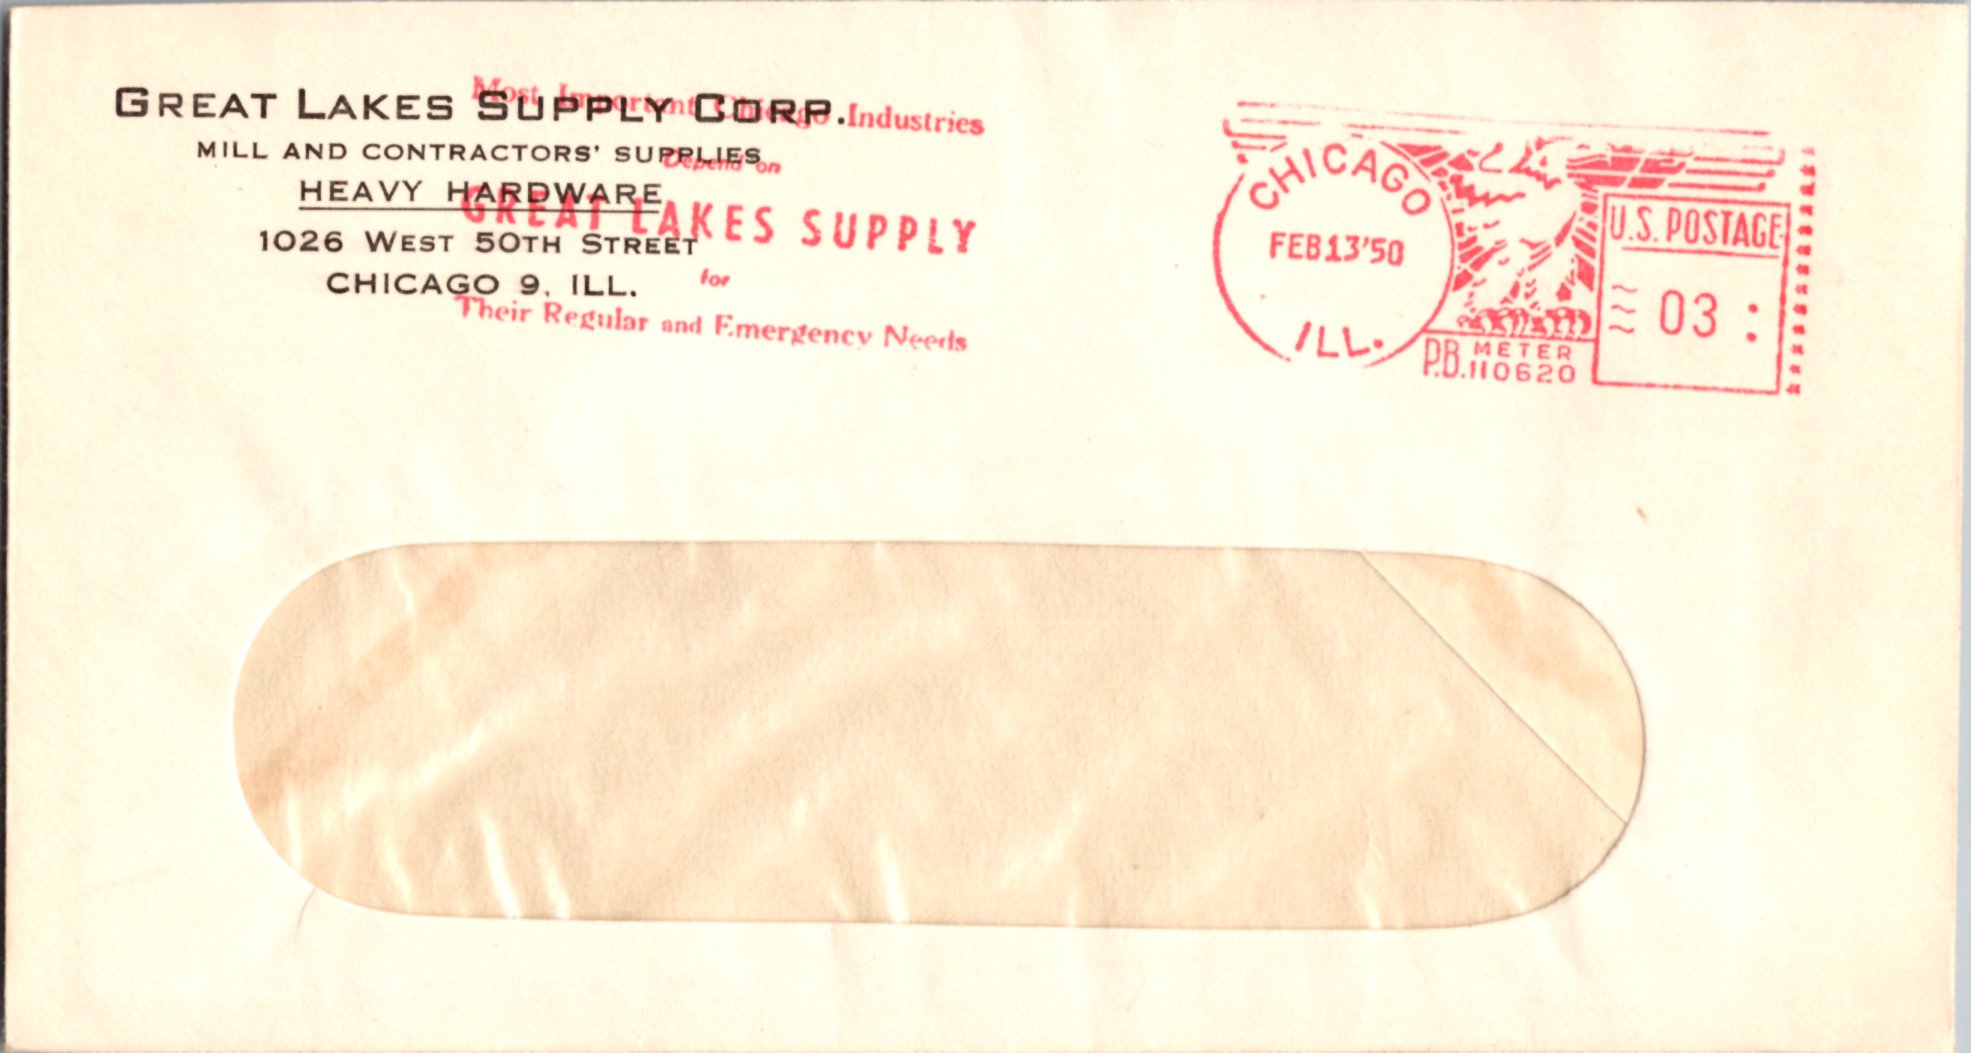 GREAT LAKES SUPPLY CORP.
MILL AND CONTRACTORS' SUPPLIES
HEAVY HARDWARE
1026 WEST 50TH STREET
CHICAGO 9, ILL.
Most Important Chicago Industries
Depend on
GREAT LAKES SUPPLY
for
Their Regular and Emergency Needs
CHICAGO
FEB13'50
ILL.
P.B. METER
110620
U.S. POSTAGE
03